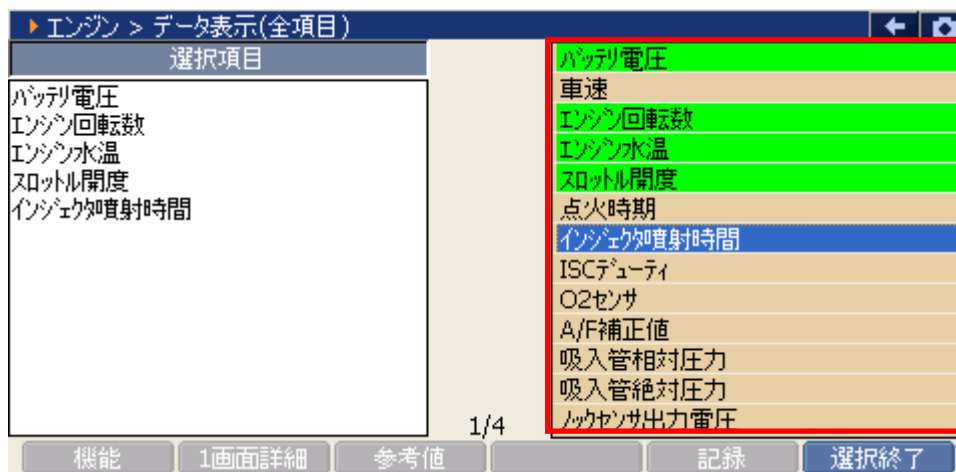 エンジン > データ表示(全項目)
選択項目
バッテリ電圧
エンジン回転数
エンジン水温
スロットル開度
インジェクタ噴射時間
バッテリ電圧
車速
エンジン回転数
エンジン水温
スロットル開度
点火時期
インジェクタ噴射時間
ISCデューティ
O2センサ
A/F補正値
吸入管相対圧力
吸入管絶対圧力
ノックセンサ出力電圧
1/4
機能 1画面詳細 参考値 記録 選択終了